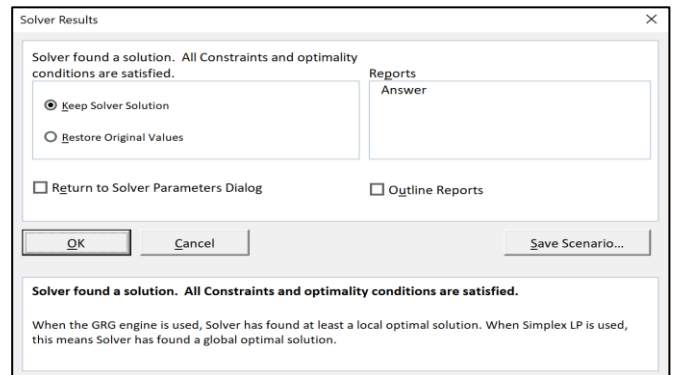 Solver Results
Solver found a solution. All Constraints and optimality
conditions are satisfied.
Reports
Answer
Keep Solver Solution
Restore Original Values
Return to Solver Parameters Dialog
Outline Reports
OK
Cancel
Save Scenario...
Solver found a solution. All Constraints and optimality conditions are satisfied.
When the GRG engine is used, Solver has found at least a local optimal solution. When Simplex LP is used,
this means Solver has found a global optimal solution.